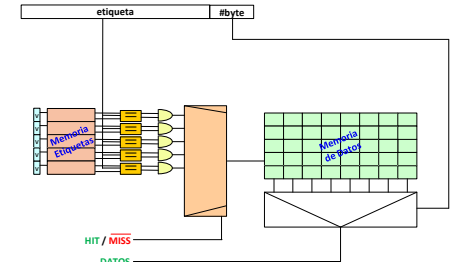 etiqueta #byte
v
v
v
v
v
Memoria
Etiquetas
Memoria
de Datos
HIT / MISS
DATOS